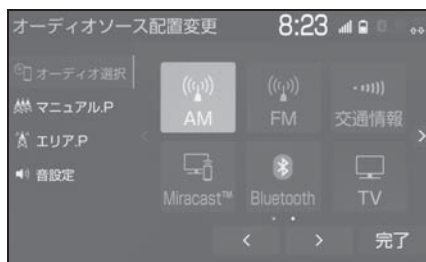 オーディオソース配置変更 8:23
オーディオ選択
マニュアル.P
エリア.P
音設定
AM
FM
交通情報
Miracast™
Bluetooth
TV
完了